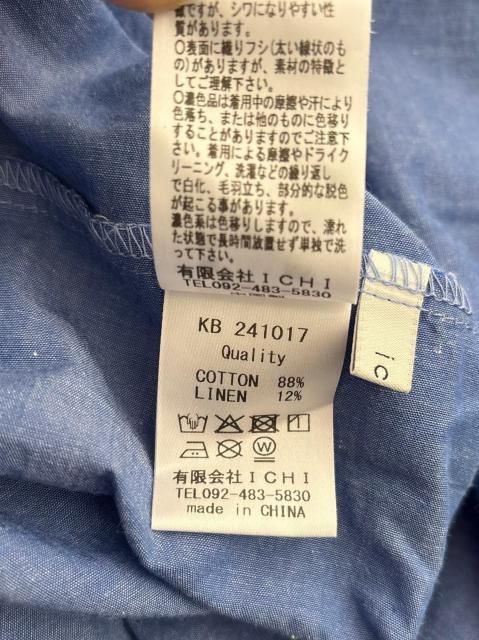 徴ですが、シワになりやすい性
質があります。
○表面に織りフシ(太い線状のも
の)がありますが、素材の特徴と
してご理解下さい。
○濃色品は着用中の摩擦や汗により
色落ち、または他のものに色移り
することがありますのでご注意下
さい。着用による摩擦やドライク
リーニング、洗濯などの繰り返し
で白化、毛羽立ち、部分的な脱色
が起こる事があります。
濃色系は色移りしますので、濡れ
た状態で長時間放置せず単独で洗
って下さい。
有限会社ICHI
TEL092-483-5830
KB 241017
Quality
COTTON 88%
LINEN 12%
W
有限会社ICHI
TEL092-483-5830
made in CHINA
ic